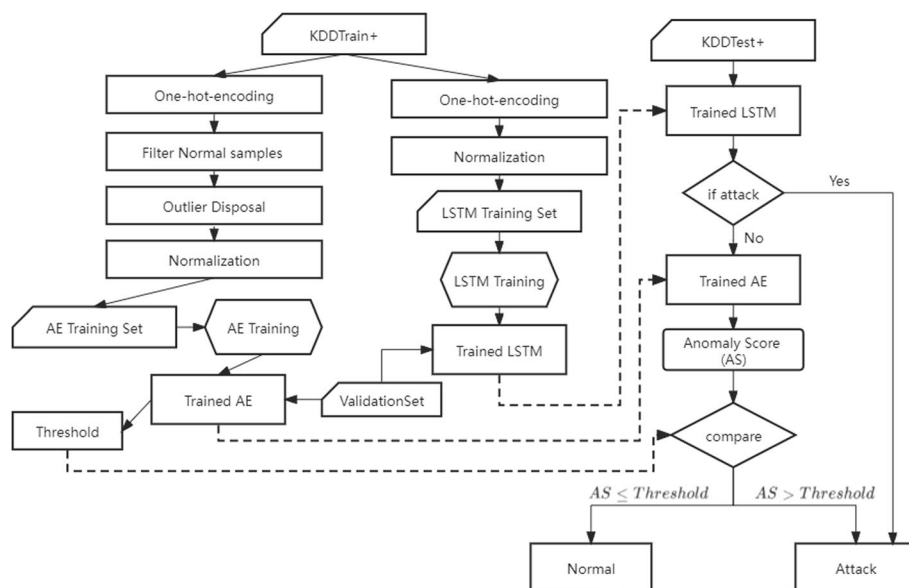 KDDTrain+
KDDTest+
One-hot-encoding
One-hot-encoding
Trained LSTM
Filter Normal samples
Normalization
Outlier Disposal
LSTM Training Set
if attack
Yes
No
Normalization
LSTM Training
Trained AE
AE Training Set
AE Training
Trained LSTM
Anomaly Score
(AS)
Trained AE
ValidationSet
Threshold
compare
AS ≤ Threshold
AS > Threshold
Normal
Attack